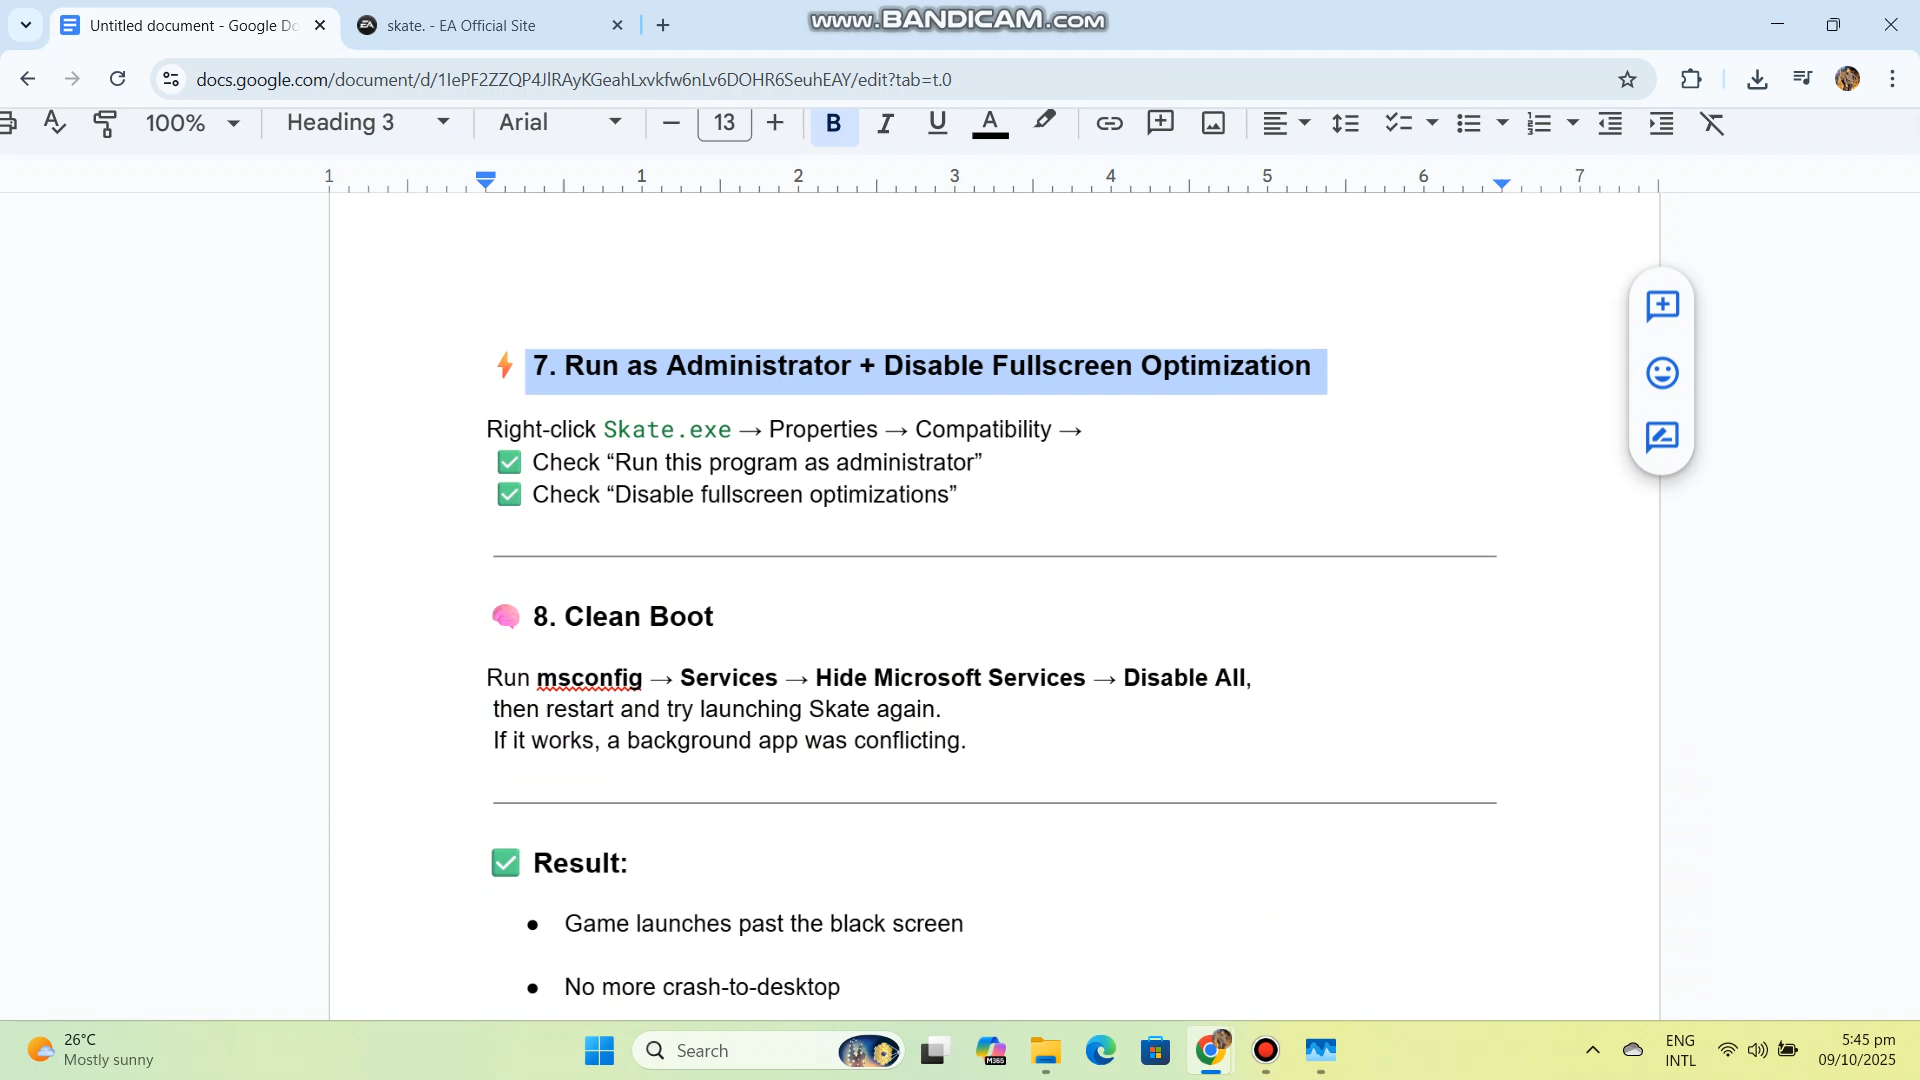 Untitled document - Google Do
skate. - EA Official Site
www.BANDICAM.com
docs.google.com/document/d/1IePF2ZZQP4JlRAyKGeahLxvkfw6nLv6DOHR6SeuhEAY/edit?tab=t.0
100%
Heading 3
Arial
13
B
I
U
A
1
1
2
3
4
5
6
7
7. Run as Administrator + Disable Fullscreen Optimization
Right-click Skate.exe → Properties → Compatibility →
Check “Run this program as administrator”
Check “Disable fullscreen optimizations”
8. Clean Boot
Run msconfig → Services → Hide Microsoft Services → Disable All,
then restart and try launching Skate again.
If it works, a background app was conflicting.
Result:
● Game launches past the black screen
● No more crash-to-desktop
26°C
Mostly sunny
Search
M365
ENG
INTL
5:45 pm
09/10/2025